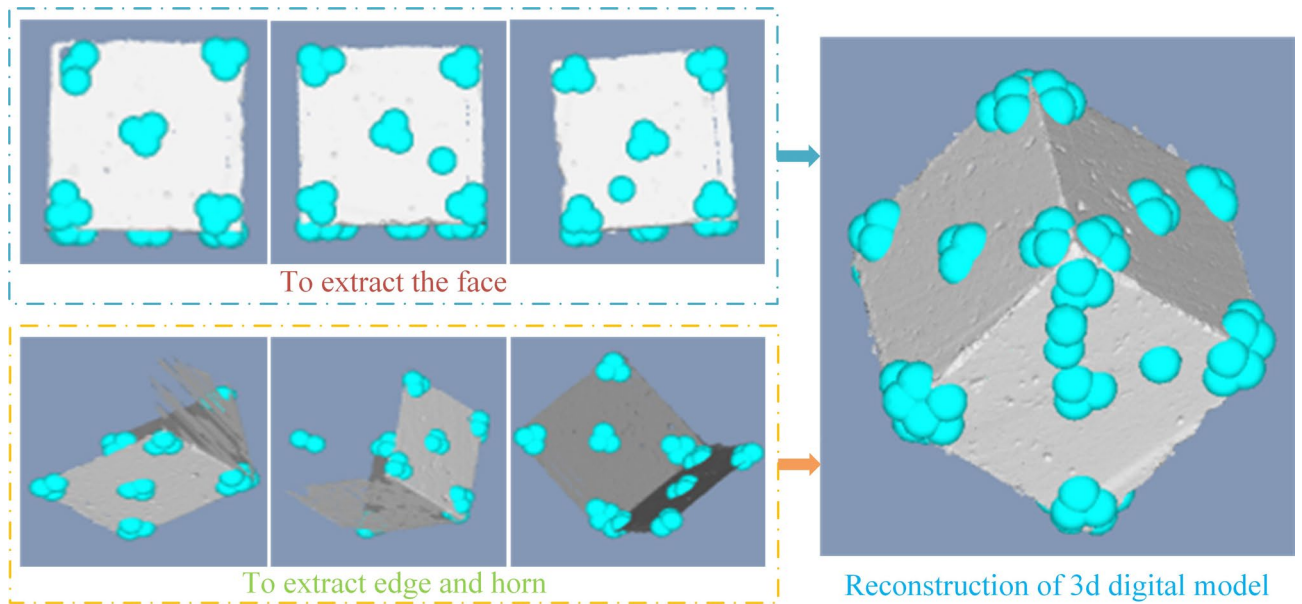 To extract the face
To extract edge and horn
Reconstruction of 3d digital model